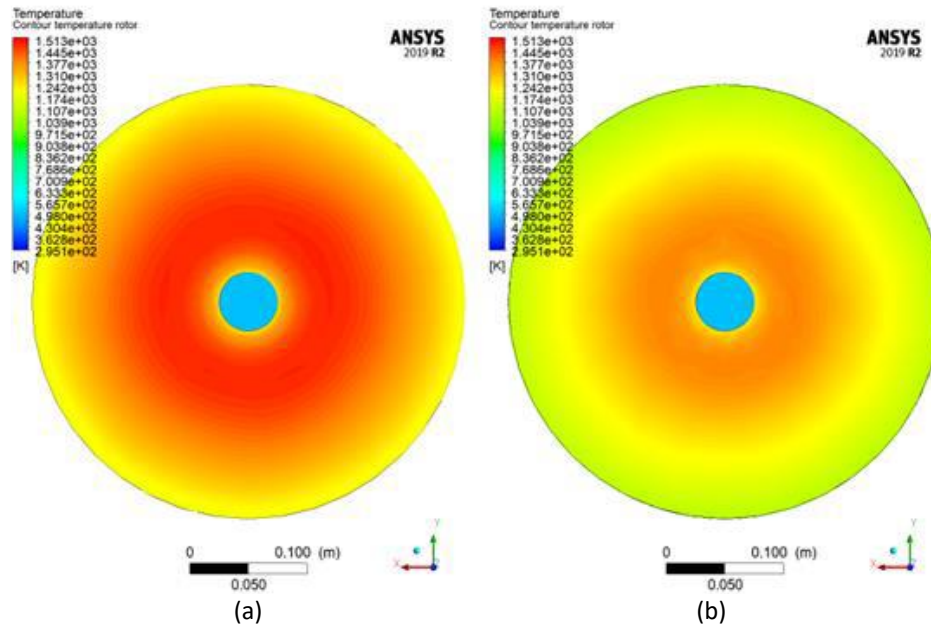 Temperature
Contour temperature rotor
1.513e+03
1.445e+03
1.377e+03
1.310e+03
1.242e+03
1.174e+03
1.107e+03
1.039e+03
9.715e+02
9.038e+02
8.362e+02
7.686e+02
7.009e+02
6.333e+02
5.657e+02
4.980e+02
4.304e+02
3.628e+02
2.951e+02
[K]
ANSYS
2019 R2
0 0.100 (m)
0.050
Y
X
Z
(a)
Temperature
Contour temperature rotor
1.513e+03
1.445e+03
1.377e+03
1.310e+03
1.242e+03
1.174e+03
1.107e+03
1.039e+03
9.715e+02
9.038e+02
8.362e+02
7.686e+02
7.009e+02
6.333e+02
5.657e+02
4.980e+02
4.304e+02
3.628e+02
2.951e+02
[K]
ANSYS
2019 R2
0 0.100 (m)
0.050
Y
X
Z
(b)